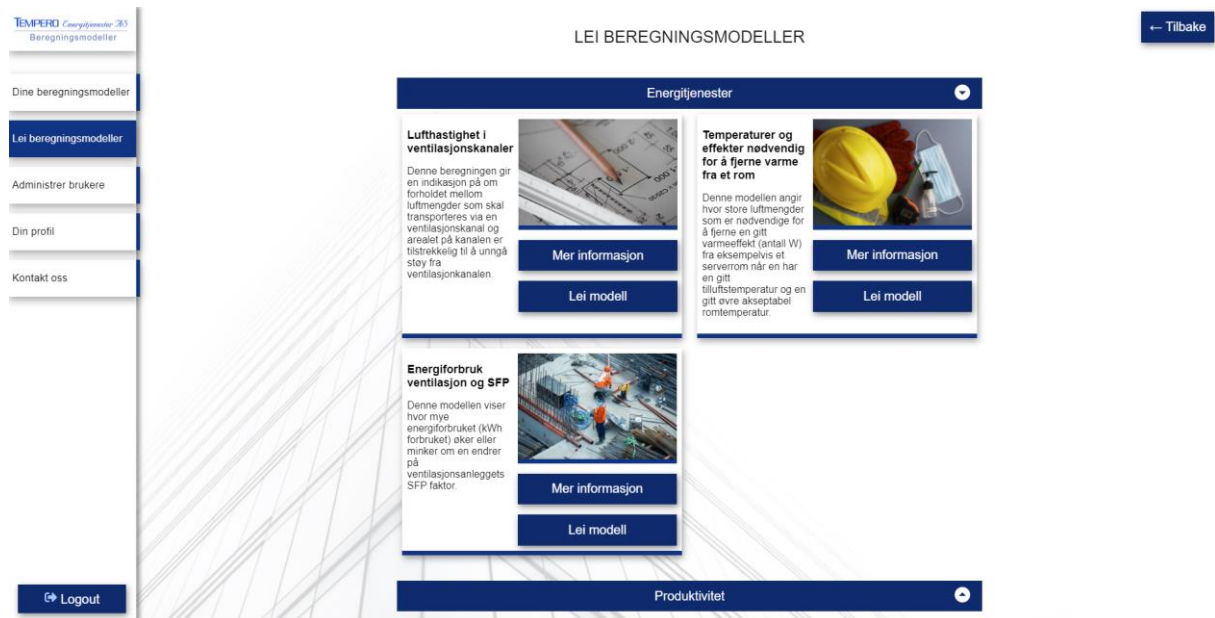 TEMPERO Energitjenester AS
Beregningsmodeller
LEI BEREGNINGSMODELLER
← Tilbake
Dine beregningsmodeller
Lei beregningsmodeller
Administrer brukere
Din profil
Kontakt oss
Logout
Energitjenester
Lufthastighet i
ventilasjonskanaler
Denne beregningen gir
en indikasjon på om
forholdet mellom
luftmengder som skal
transporteres via en
ventilasjonskanal og
arealet på kanalen er
tilstrekkelig til å unngå
støy fra
ventilasjonkanalen.
Mer informasjon
Lei modell
Temperaturer og
effekter nødvendig
for å fjerne varme
fra et rom
Denne modellen angir
hvor store luftmengder
som er nødvendige for
å fjerne en gitt
varmeeffekt (antall W)
fra eksempelvis et
serverrom når en har
en gitt
tilluftstemperatur og en
gitt øvre akseptabel
romtemperatur.
Mer informasjon
Lei modell
Energiforbruk
ventilasjon og SFP
Denne modellen viser
hvor mye
energiforbruket (kWh
forbruket) øker eller
minker om en endrer
på
ventilasjonsanleggets
SFP faktor.
Mer informasjon
Lei modell
Produktivitet